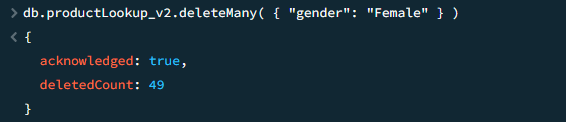 > db.productLookup_v2.deleteMany( { "gender": "Female" } )
< {
acknowledged: true,
deletedCount: 49
}